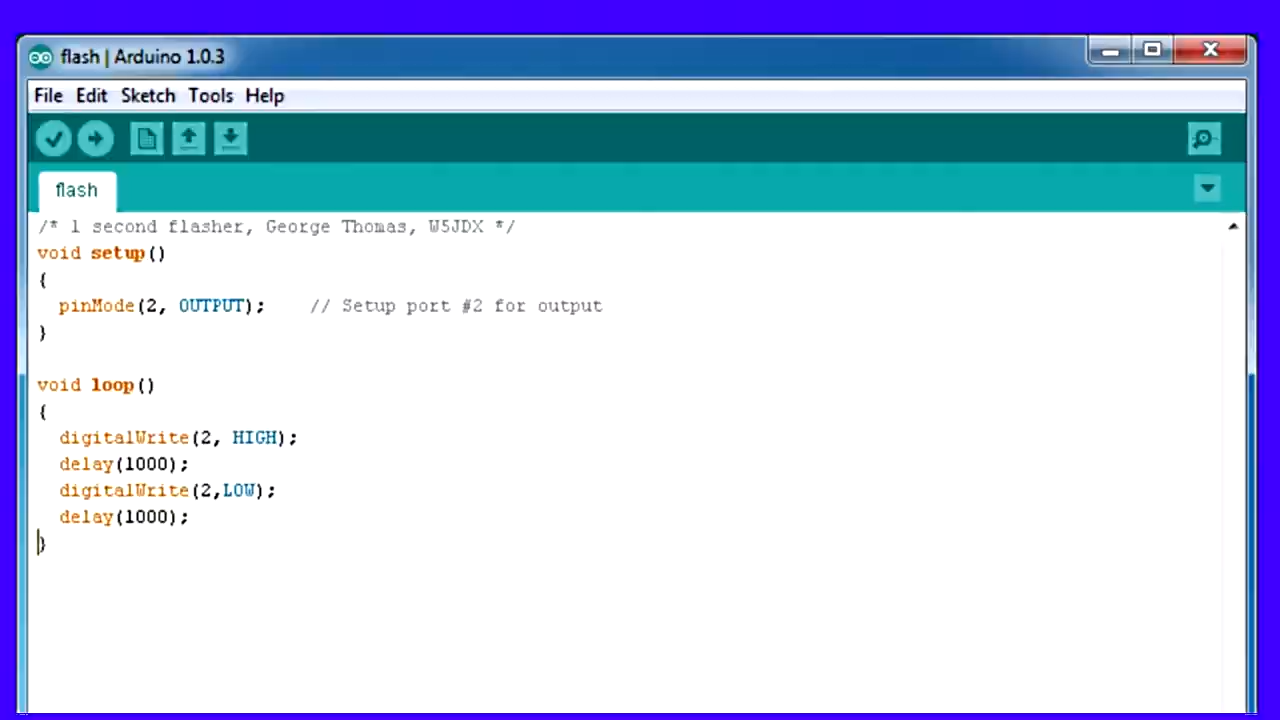 flash | Arduino 1.0.3
File Edit Sketch Tools Help
flash
/* 1 second flasher, George Thomas, W5JDX */
void setup()
{
  pinMode(2, OUTPUT);    // Setup port #2 for output
}
void loop()
{
  digitalWrite(2, HIGH);
  delay(1000);
  digitalWrite(2,LOW);
  delay(1000);
}